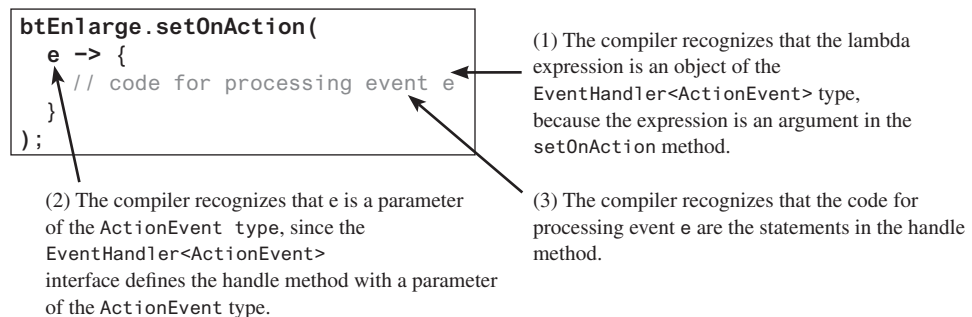 btEnlarge.setOnAction(
e -> {
// code for processing event e
}
);
(1) The compiler recognizes that the lambda
expression is an object of the
EventHandler<ActionEvent> type,
because the expression is an argument in the
setOnAction method.
(2) The compiler recognizes that e is a parameter
of the ActionEvent type, since the
EventHandler<ActionEvent>
interface defines the handle method with a parameter
of the ActionEvent type.
(3) The compiler recognizes that the code for
processing event e are the statements in the handle
method.